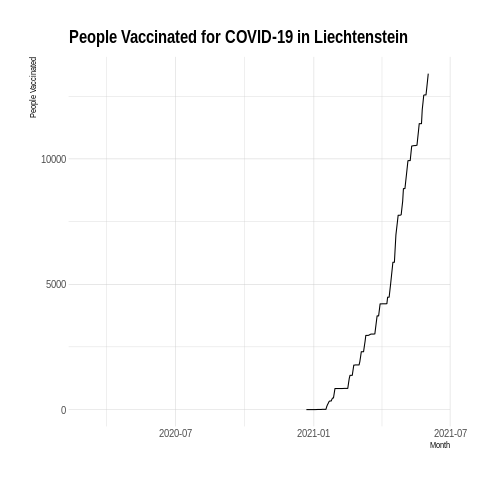 People Vaccinated for COVID-19 in Liechtenstein
People Vaccinated
10000
5000
0
2020-07
2021-01
2021-07
Month